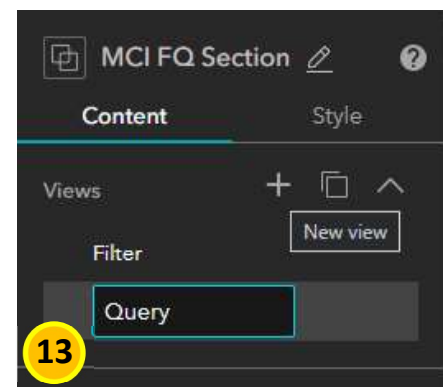 MCI FQ Section
Content Style
Views
New view
Filter
Query
13